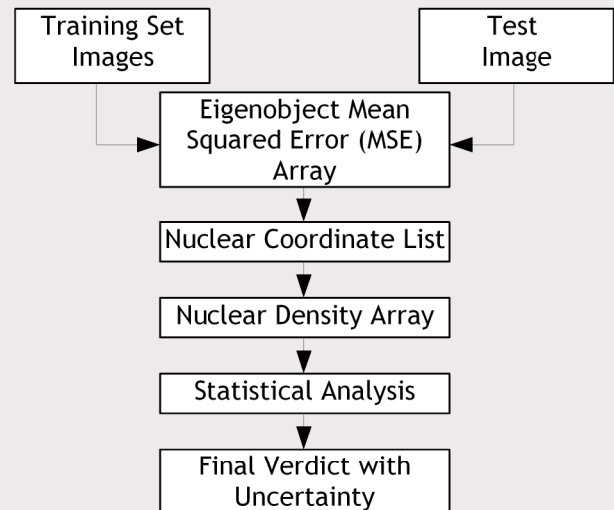 Training Set
Images
Test
Image
Eigenobject Mean
Squared Error (MSE)
Array
Nuclear Coordinate List
Nuclear Density Array
Statistical Analysis
Final Verdict with
Uncertainty